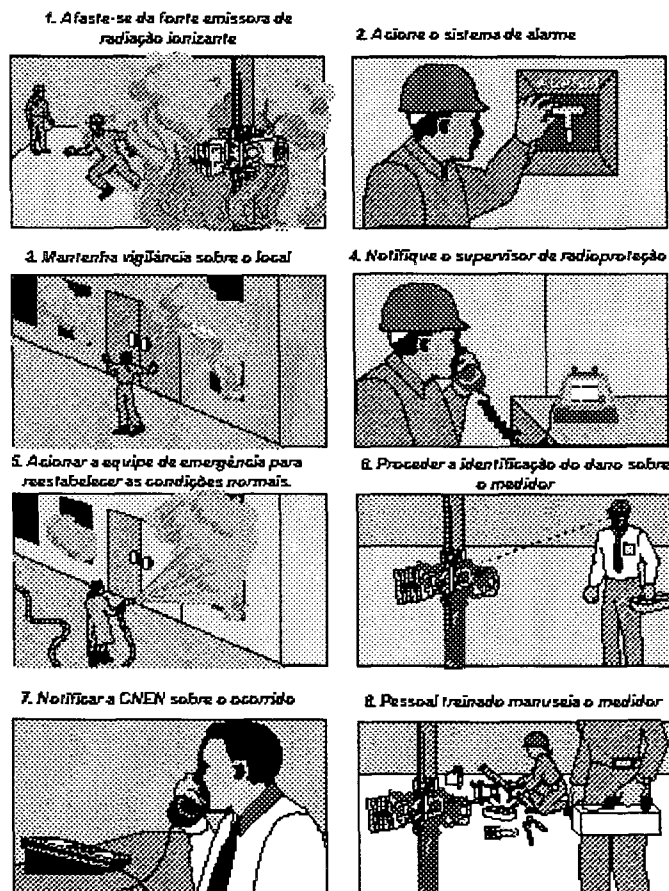 1. Afaste-se da fonte emissora de
radiação ionizante
2. Acione o sistema de alarme
3. Mantenha vigilância sobre o local
4. Notifique o supervisor de radioproteção
5. Acionar a equipe de emergência para
reestabelecer as condições normais.
6. Proceder a identificação do dano sobre
o medidor
7. Notificar a CNEN sobre o ocorrido
8. Pessoal treinado manuseia o medidor